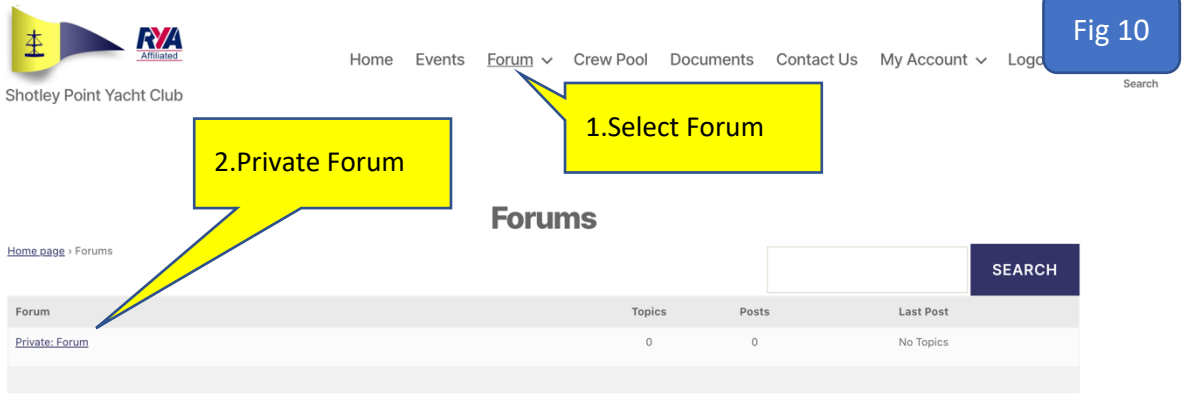 Fig 10
RYA
Affiliated
Home Events Forum Crew Pool Documents Contact Us My Account Logo
Search
Shotley Point Yacht Club
1.Select Forum
2.Private Forum
Forums
Home page › Forums
SEARCH
Forum Topics Posts Last Post
Private: Forum 0 0 No Topics